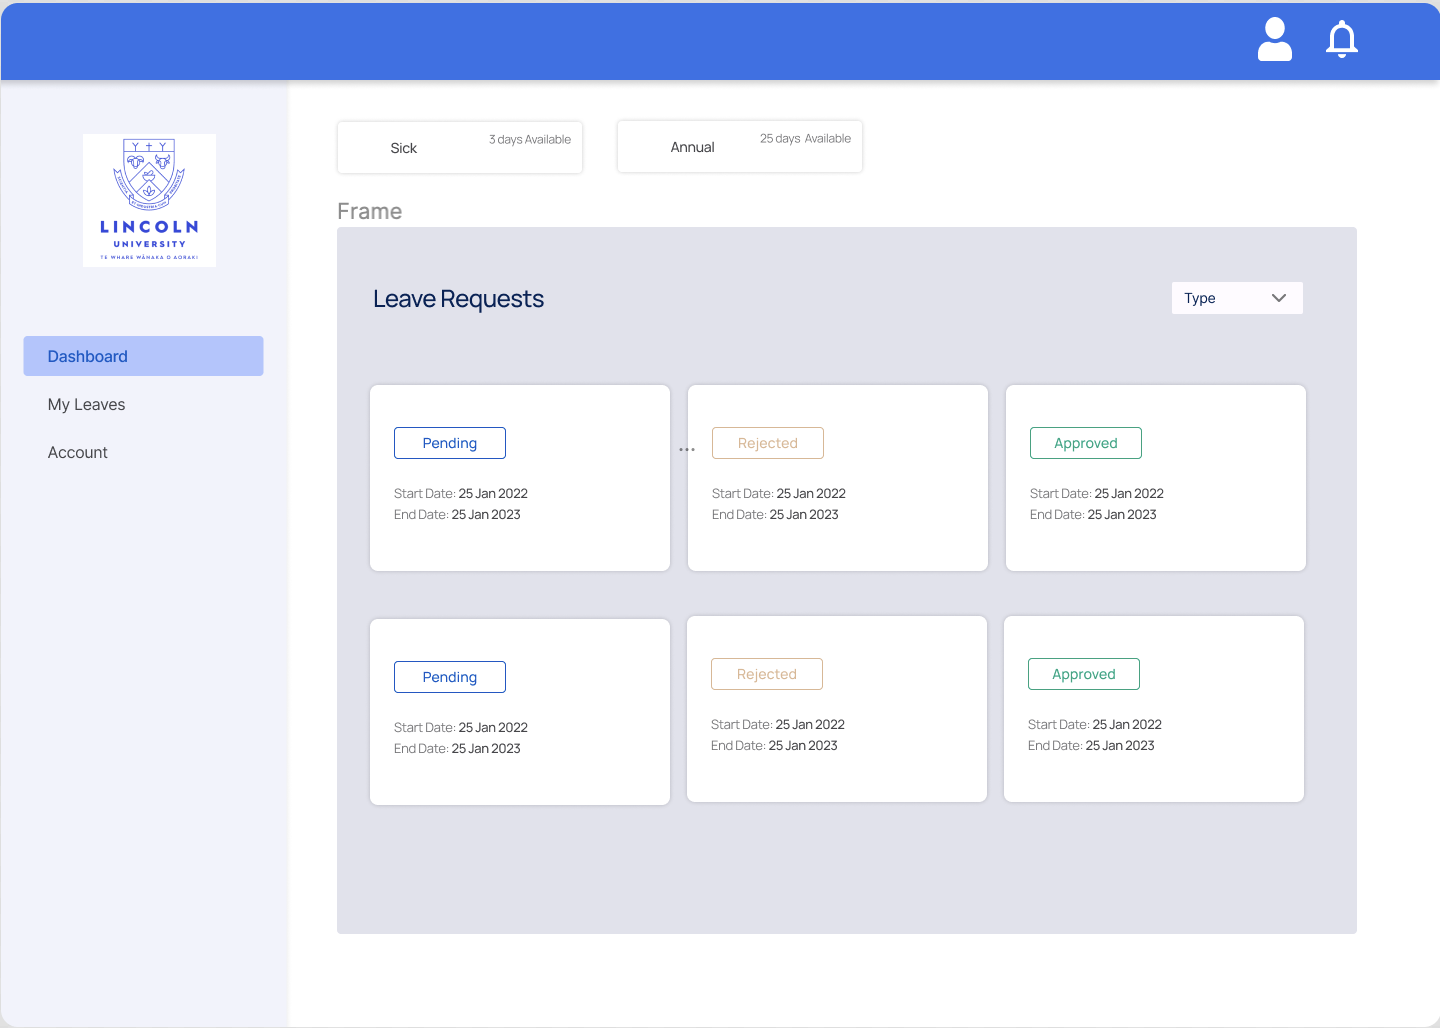 LINCOLN
UNIVERSITY
TE WHARE WĀNAKA O AORAKI
Dashboard
My Leaves
Account
Sick
3 days Available
Annual
25 days Available
Frame
Leave Requests
Type
Pending
Start Date: 25 Jan 2022
End Date: 25 Jan 2023
...
Rejected
Start Date: 25 Jan 2022
End Date: 25 Jan 2023
Approved
Start Date: 25 Jan 2022
End Date: 25 Jan 2023
Pending
Start Date: 25 Jan 2022
End Date: 25 Jan 2023
Rejected
Start Date: 25 Jan 2022
End Date: 25 Jan 2023
Approved
Start Date: 25 Jan 2022
End Date: 25 Jan 2023